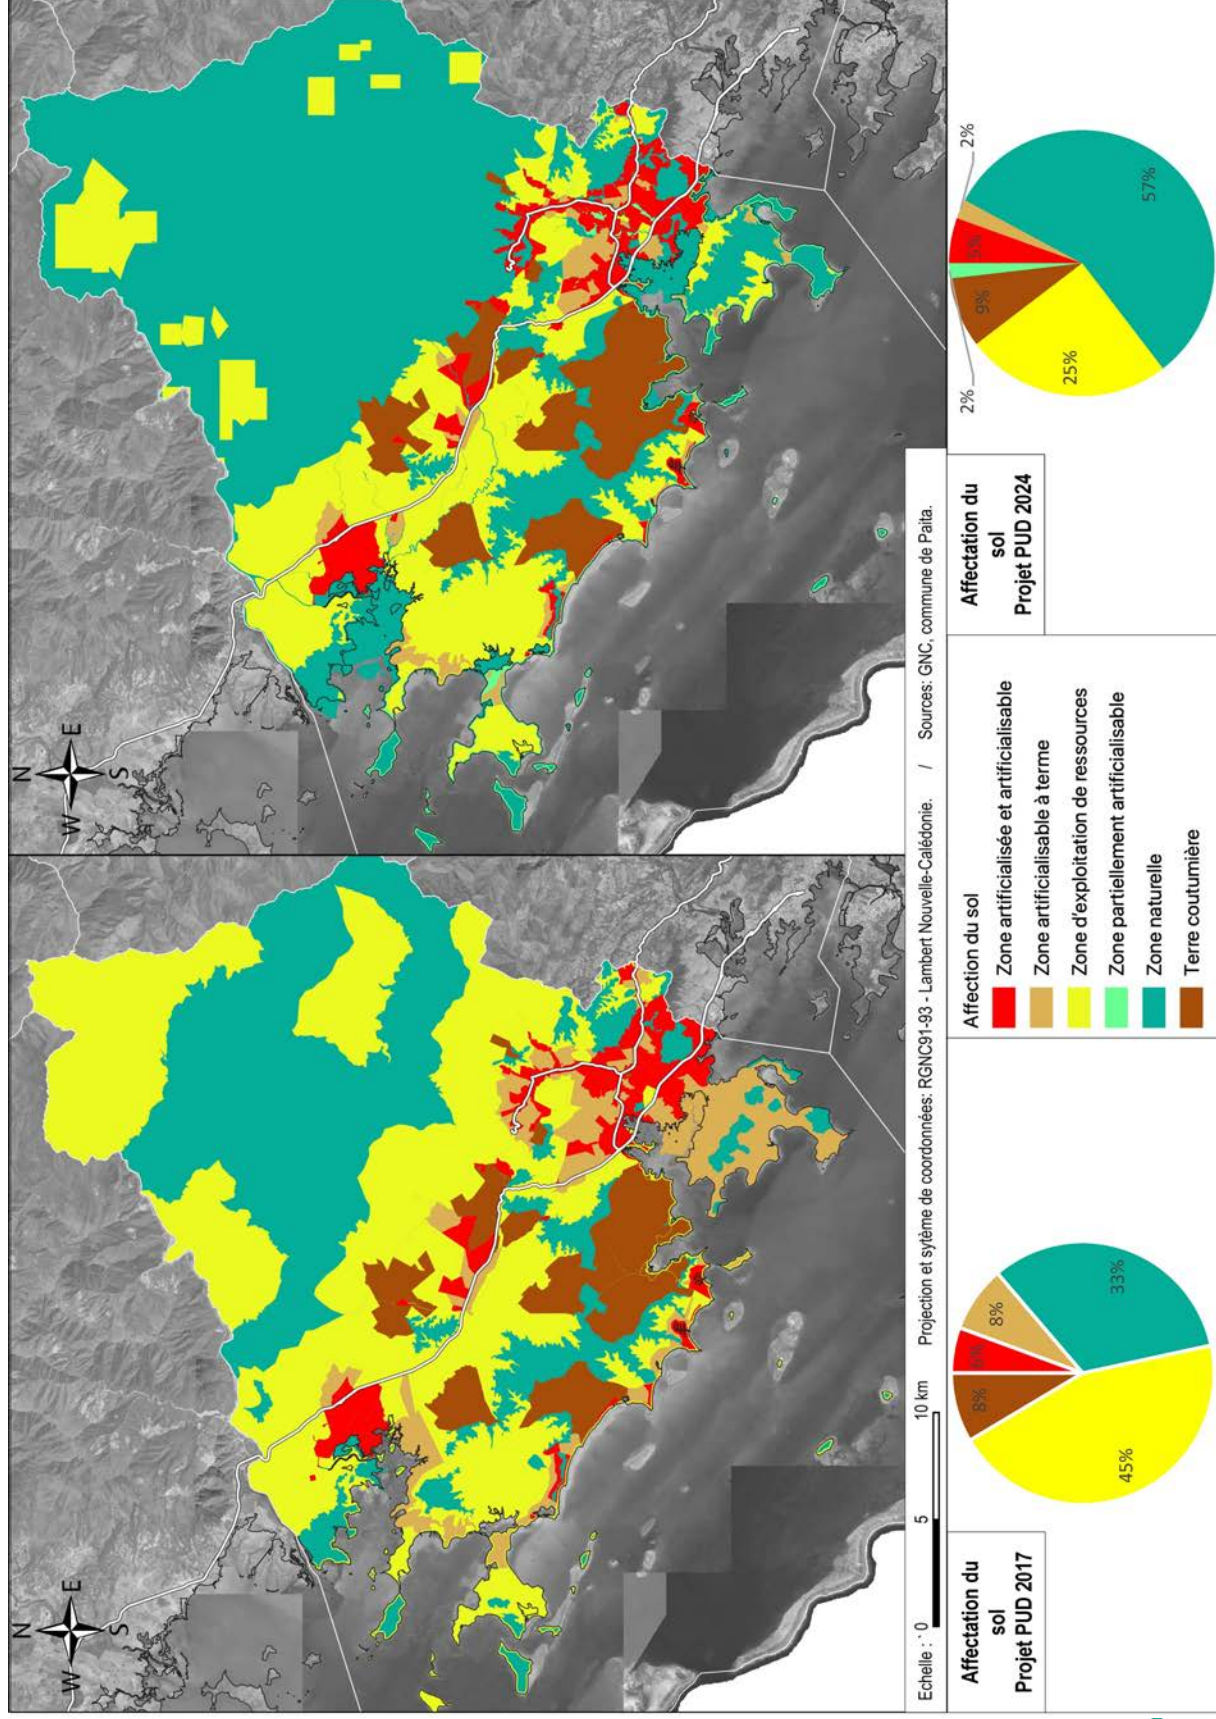 N
W
E
S
N
W
E
S
Echelle : 0 5 10 km Projection et sytème de coordonnées: RGNC91-93 - Lambert Nouvelle-Calédonie. / Sources: GNC, commune de Paita.
Affectation du
sol
Projet PUD 2017
8%
6%
8%
33%
45%
Affection du sol
Zone artificialisée et artificialisable
Zone artificialisable à terme
Zone d'exploitation de ressources
Zone partiellement artificialisable
Zone naturelle
Terre coutumière
Affectation du
sol
Projet PUD 2024
2%
9%
5%
2%
25%
57%